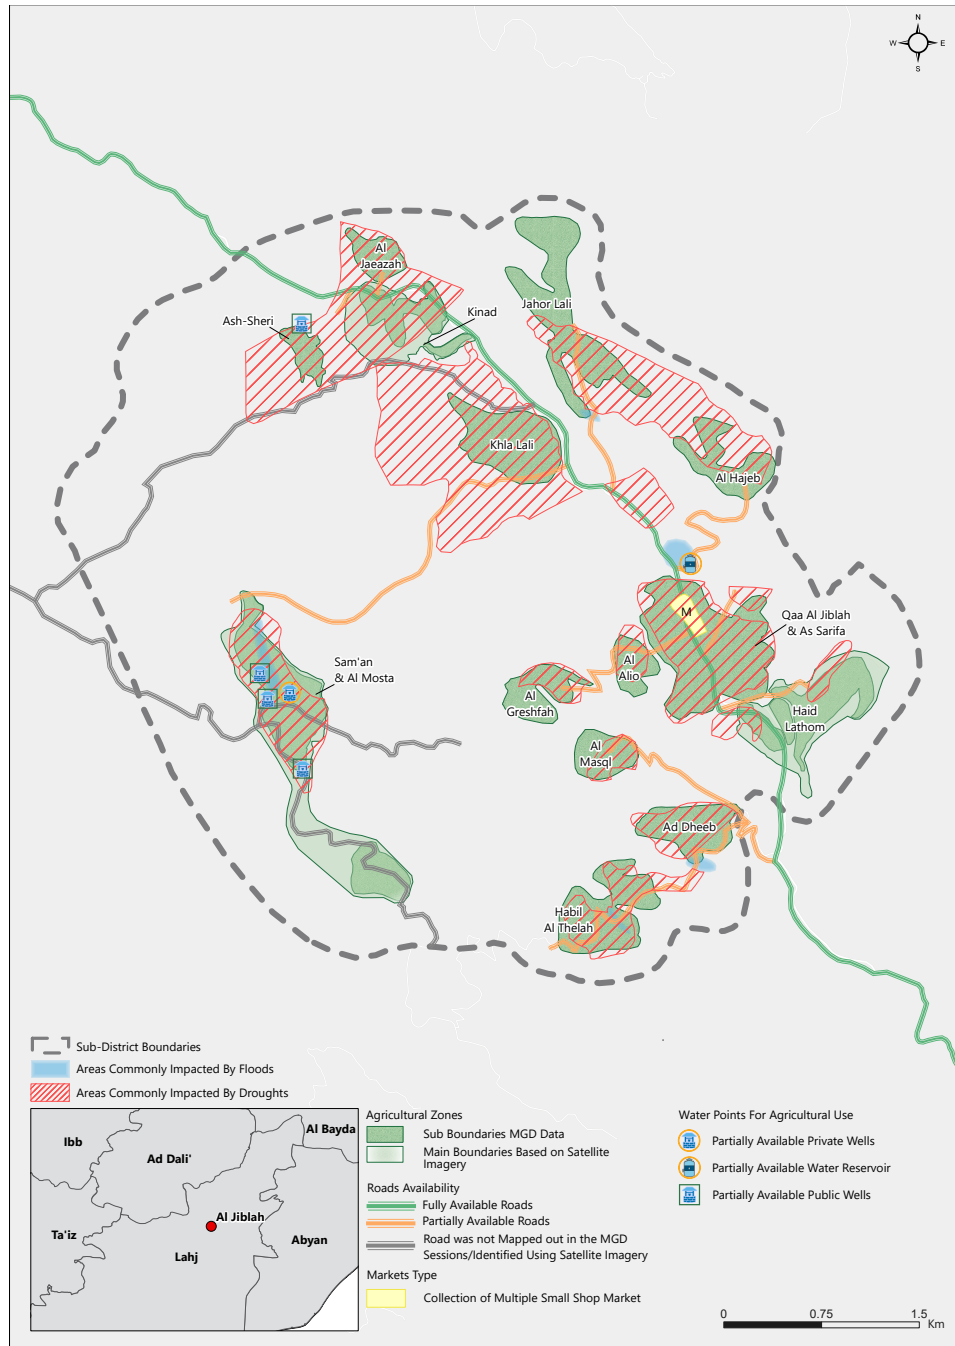 N
W
E
S
Al
Jaeazah
Jahor Lali
Kinad
Ash-Sheri
Khla Lali
Al Hajeb
M
Qaa Al Jiblah
& As Sarifa
Sam'an
& Al Mosta
Al
Alio
Al
Greshfah
Haid
Lathom
Al
Masql
Ad Dheeb
Habil
Al Thelah
Sub-District Boundaries
Areas Commonly Impacted By Floods
Areas Commonly Impacted By Droughts
Ibb
Ad Dali'
Al Bayda
Al Jiblah
Ta'iz
Lahj
Abyan
Agricultural Zones
Sub Boundaries MGD Data
Main Boundaries Based on Satellite
Imagery
Roads Availability
Fully Available Roads
Partially Available Roads
Road was not Mapped out in the MGD
Sessions/Identified Using Satellite Imagery
Markets Type
Collection of Multiple Small Shop Market
Water Points For Agricultural Use
Partially Available Private Wells
Partially Available Water Reservoir
Partially Available Public Wells
0
0.75
1.5
Km